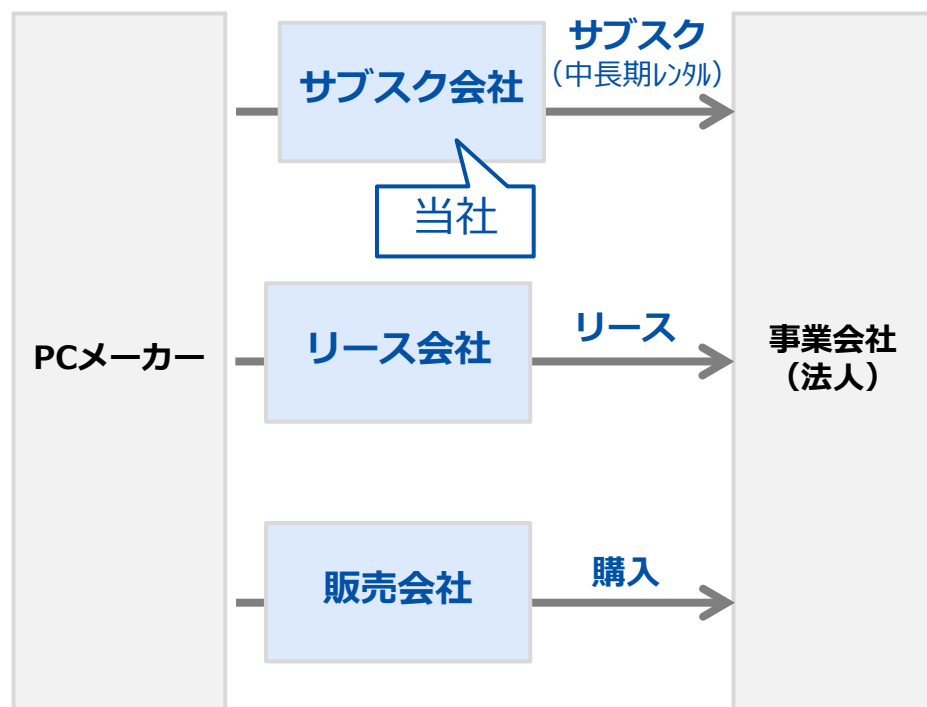 サブスク
（中長期ﾚﾝﾀﾙ）
サブスク会社
当社
PCメーカー
リース会社
リース
事業会社
（法人）
販売会社
購入